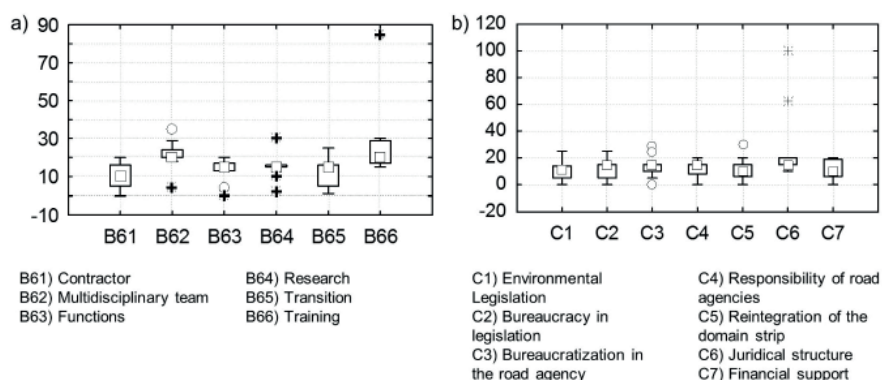 a)
90
70
50
30
10
-10
B61 B62 B63 B64 B65 B66
B61) Contractor
B62) Multidisciplinary team
B63) Functions
B64) Research
B65) Transition
B66) Training
b)
120
100
80
60
40
20
0
-20
C1 C2 C3 C4 C5 C6 C7
C1) Environmental
Legislation
C2) Bureaucracy in
legislation
C3) Bureaucratization in
the road agency
C4) Responsibility of road
agencies
C5) Reintegration of the
domain strip
C6) Juridical structure
C7) Financial support